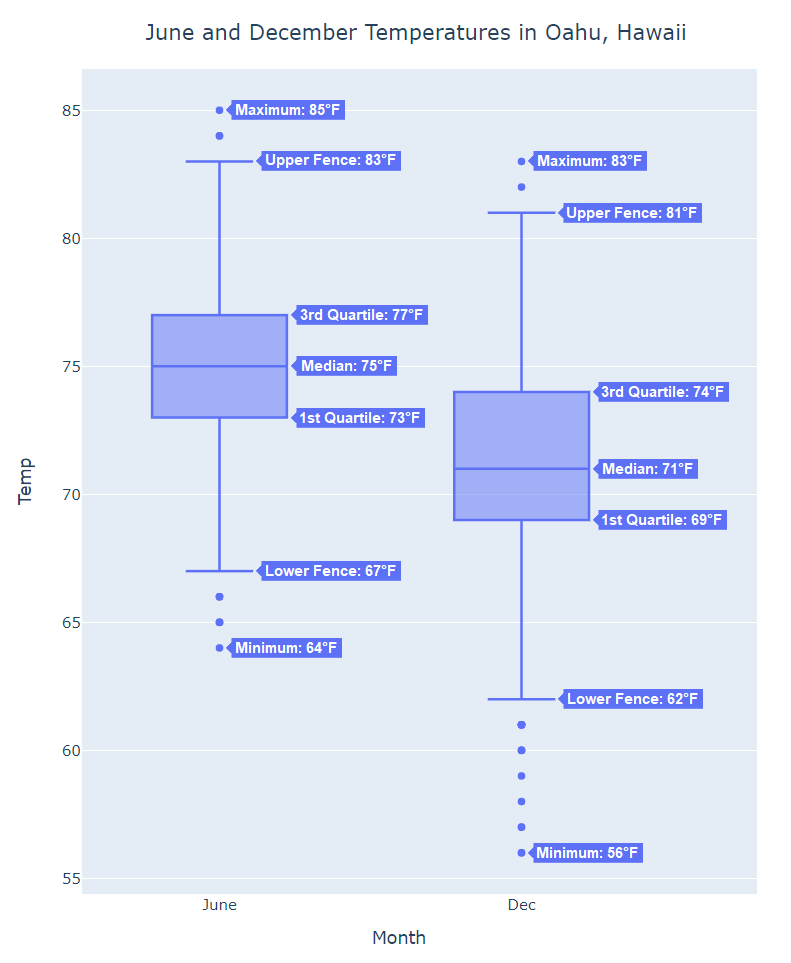 June and December Temperatures in Oahu, Hawaii
85
80
75
70
65
60
55
Temp
Maximum: 85°F
Upper Fence: 83°F
3rd Quartile: 77°F
Median: 75°F
1st Quartile: 73°F
Lower Fence: 67°F
Minimum: 64°F
Maximum: 83°F
Upper Fence: 81°F
3rd Quartile: 74°F
Median: 71°F
1st Quartile: 69°F
Lower Fence: 62°F
Minimum: 56°F
June
Dec
Month